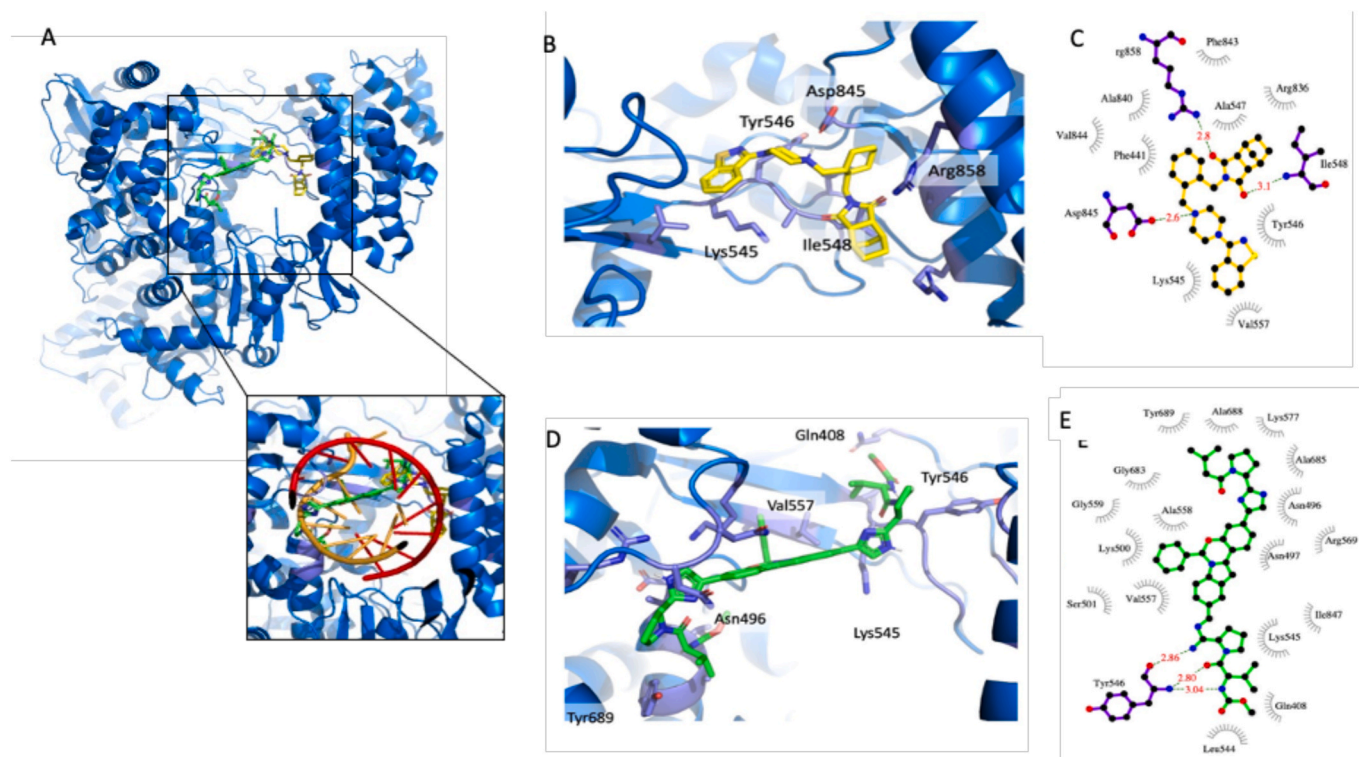 A
B
Asp845
Tyr546
Arg858
Lys545
Ile548
C
rg858
Phe843
Arg836
Ala840
Ala547
Val844
2.8
Phe441
Ile548
3.1
Asp845
2.6
Tyr546
Lys545
Val557
D
Gln408
Tyr546
Val557
Asn496
Lys545
Tyr689
E
Tyr689
Ala688
Lys577
Gly683
Ala685
Gly559
Ala558
Asn496
Lys500
Asn497
Arg569
Ser501
Val557
Ile847
Lys545
2.86
2.80
Tyr546
3.04
Gln408
Leu544